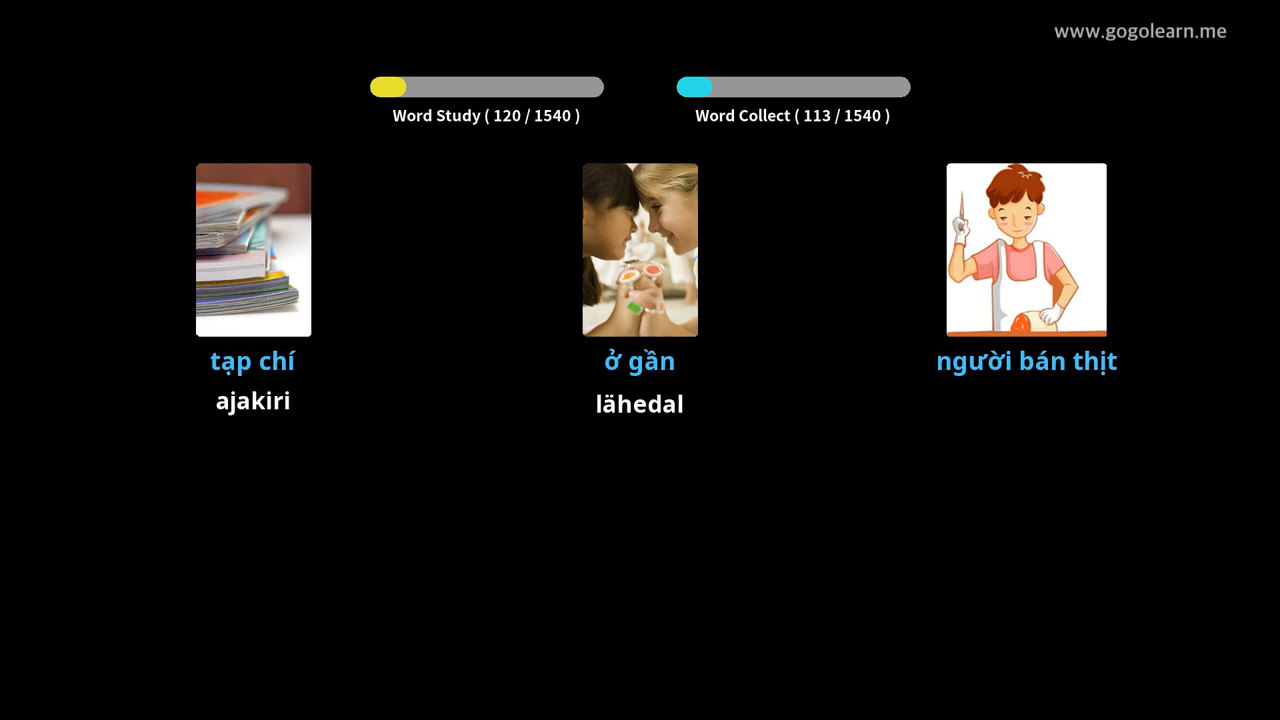 www.gogolearn.me
Word Study ( 120 / 1540 )
Word Collect ( 113 / 1540 )
tạp chí
ajakiri
ở gần
lähedal
người bán thịt